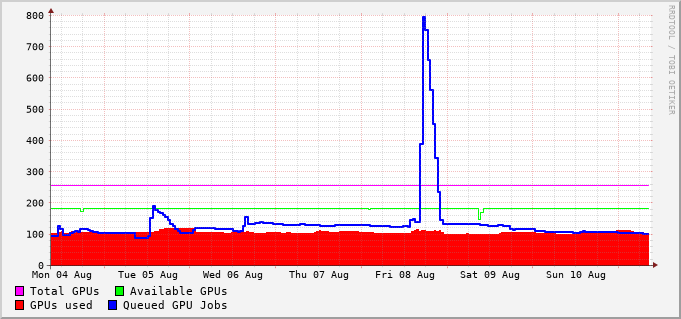 800
700
600
500
400
300
200
100
0
Mon 04 Aug Tue 05 Aug Wed 06 Aug Thu 07 Aug Fri 08 Aug Sat 09 Aug Sun 10 Aug
Total GPUs Available GPUs
GPUs used Queued GPU Jobs
RRDTOOL / TOBI OETIKER